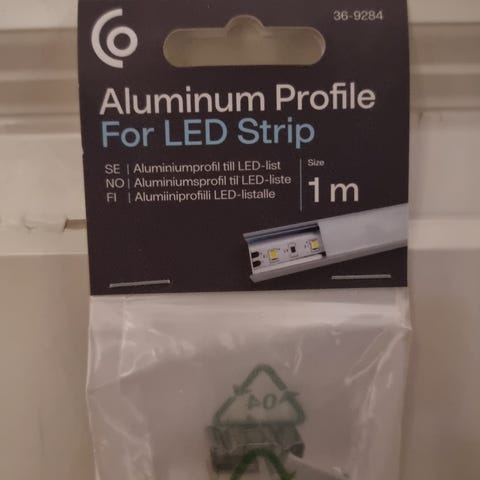 36-9284
Aluminum Profile
For LED Strip
SE | Aluminiumprofil till LED-list
NO | Aluminiumsprofil til LED-liste
FI | Alumiiniprofiili LED-listalle
Size
1 m
04